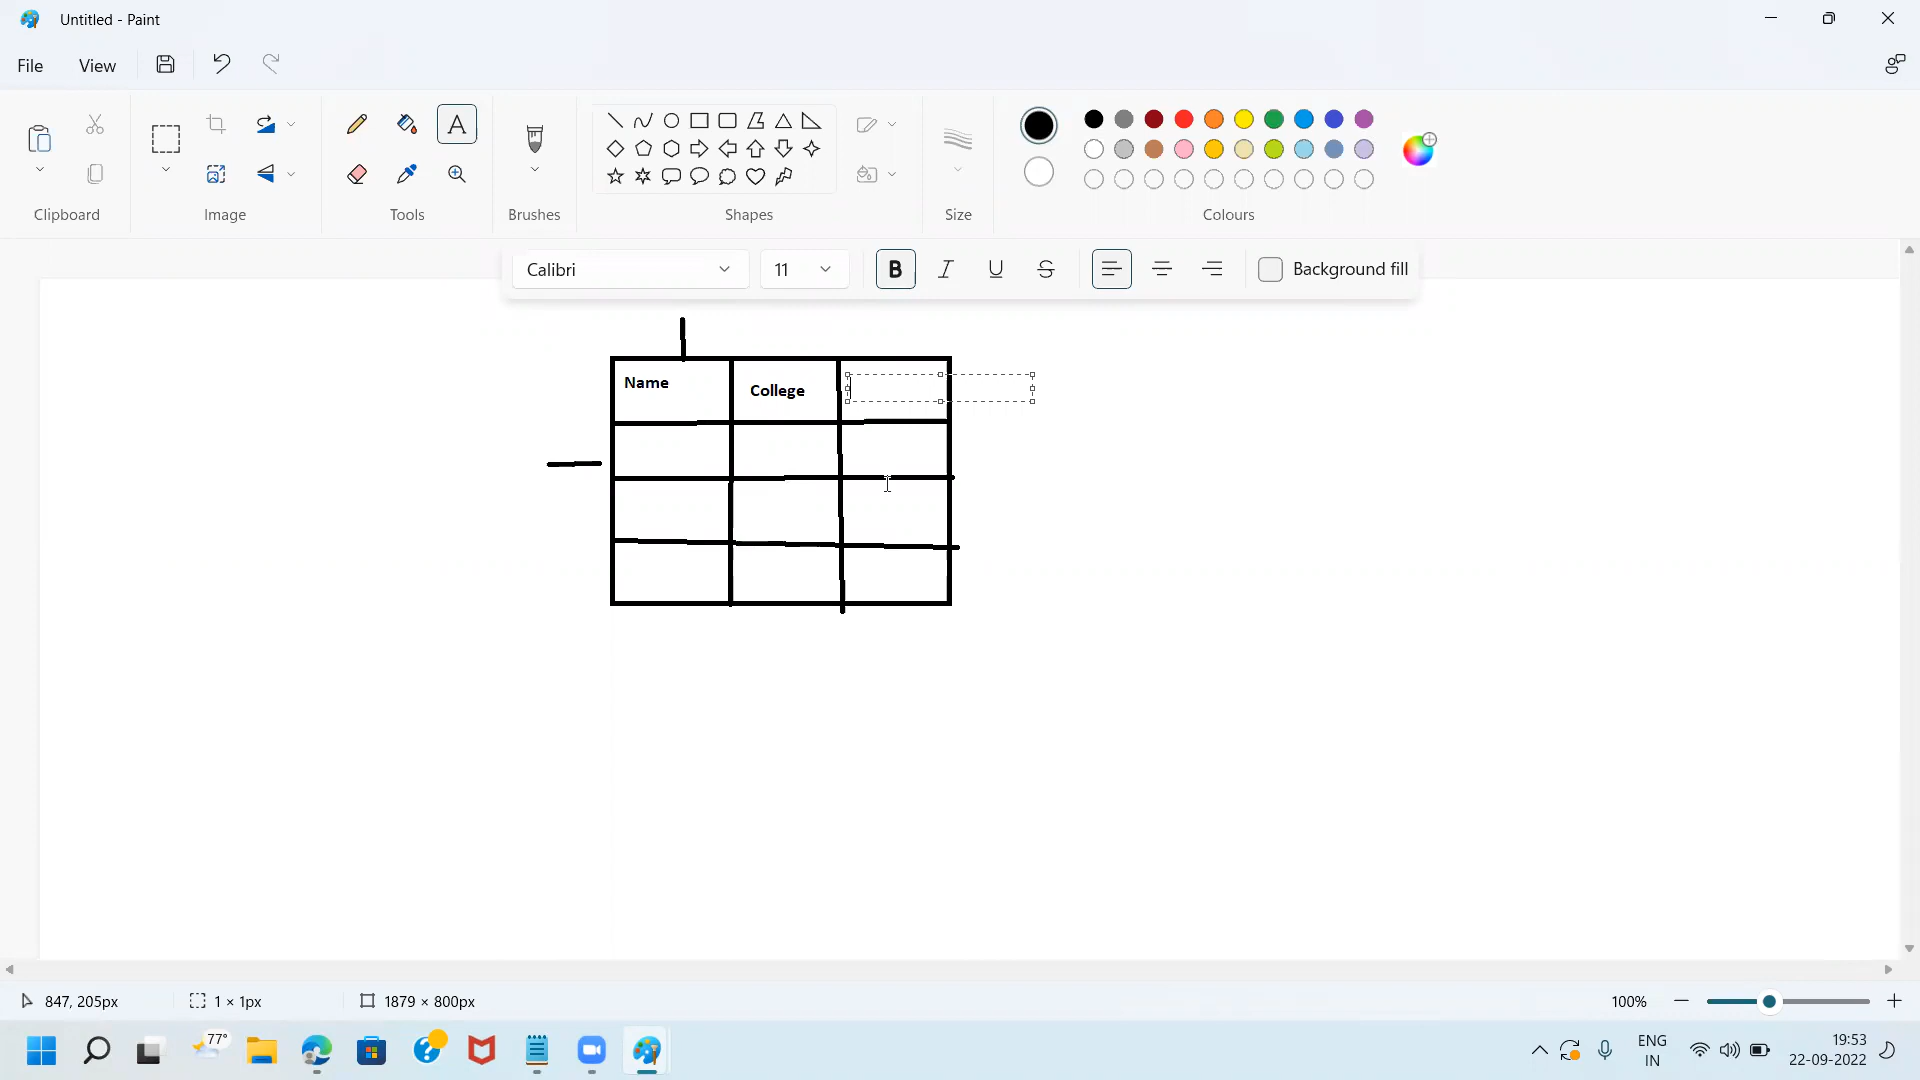 Untitled - Paint
File
View
Clipboard
Image
Tools
Brushes
Shapes
Size
Colours
Calibri
11
B
I
U
S
Background fill
Name
College
847, 205px
1 × 1px
1879 × 800px
100%
77°
ENG
IN
19:53
22-09-2022